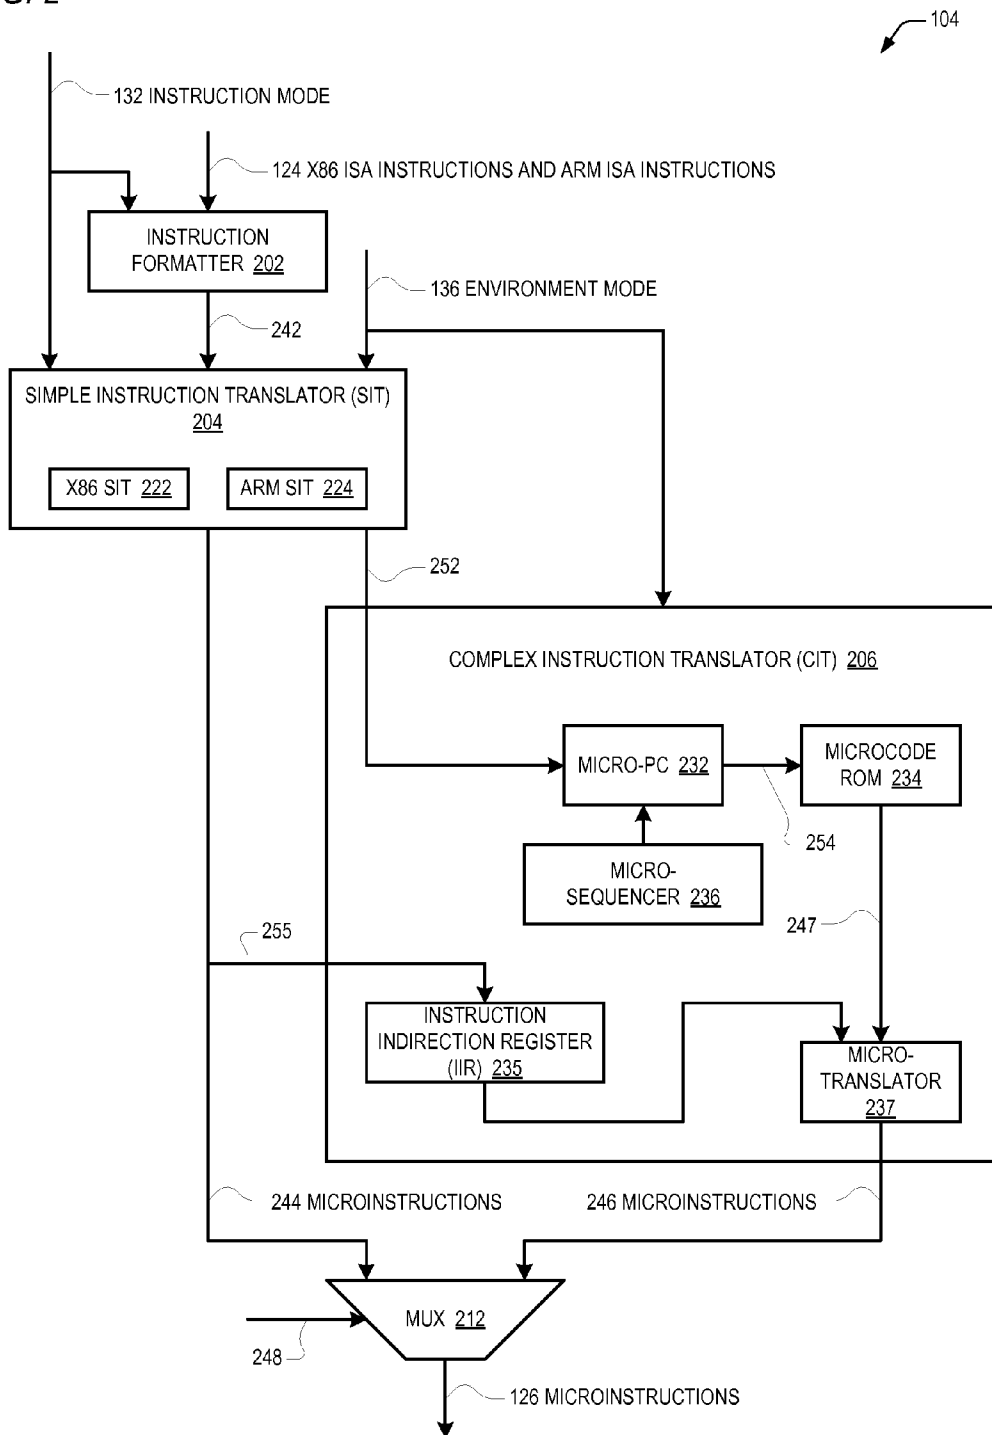 104
132 INSTRUCTION MODE
124 X86 ISA INSTRUCTIONS AND ARM ISA INSTRUCTIONS
INSTRUCTION
FORMATTER 202
136 ENVIRONMENT MODE
242
SIMPLE INSTRUCTION TRANSLATOR (SIT)
204
X86 SIT 222
ARM SIT 224
252
COMPLEX INSTRUCTION TRANSLATOR (CIT) 206
MICRO-PC 232
MICROCODE
ROM 234
254
MICRO-
SEQUENCER 236
247
255
INSTRUCTION
INDIRECTION REGISTER
(IIR) 235
MICRO-
TRANSLATOR
237
244 MICROINSTRUCTIONS
246 MICROINSTRUCTIONS
MUX 212
248
126 MICROINSTRUCTIONS